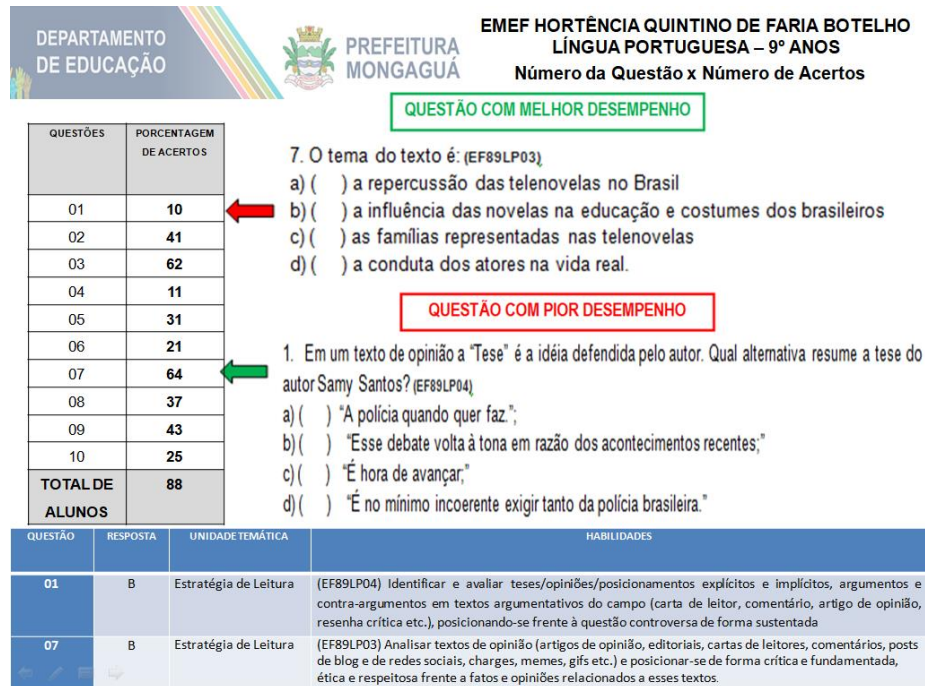 DEPARTAMENTO
DE EDUCAÇÃO
PREFEITURA
MONGAGUÁ
EMEF HORTÊNCIA QUINTINO DE FARIA BOTELHO
LÍNGUA PORTUGUESA – 9º ANOS
Número da Questão x Número de Acertos
QUESTÃO COM MELHOR DESEMPENHO
QUESTÕES PORCENTAGEM
DE ACERTOS
01 10
02 41
03 62
04 11
05 31
06 21
07 64
08 37
09 43
10 25
TOTAL DE 88
ALUNOS
7. O tema do texto é: (EF89LP03)
a) ( ) a repercussão das telenovelas no Brasil
b) ( ) a influência das novelas na educação e costumes dos brasileiros
c) ( ) as famílias representadas nas telenovelas
d) ( ) a conduta dos atores na vida real.
QUESTÃO COM PIOR DESEMPENHO
1. Em um texto de opinião a “Tese” é a idéia defendida pelo autor. Qual alternativa resume a tese do
autor Samy Santos? (EF89LP04)
a) ( ) “A polícia quando quer faz.”;
b) ( ) “Esse debate volta à tona em razão dos acontecimentos recentes;”
c) ( ) “É hora de avançar;”
d) ( ) “É no mínimo incoerente exigir tanto da polícia brasileira.”
QUESTÃO RESPOSTA UNIDADE TEMÁTICA HABILIDADES
01 B Estratégia de Leitura (EF89LP04) Identificar e avaliar teses/opiniões/posicionamentos explícitos e implícitos, argumentos e
contra-argumentos em textos argumentativos do campo (carta de leitor, comentário, artigo de opinião,
resenha crítica etc.), posicionando-se frente à questão controversa de forma sustentada
07 B Estratégia de Leitura (EF89LP03) Analisar textos de opinião (artigos de opinião, editoriais, cartas de leitores, comentários, posts
de blog e de redes sociais, charges, memes, gifs etc.) e posicionar-se de forma crítica e fundamentada,
ética e respeitosa frente a fatos e opiniões relacionados a esses textos.